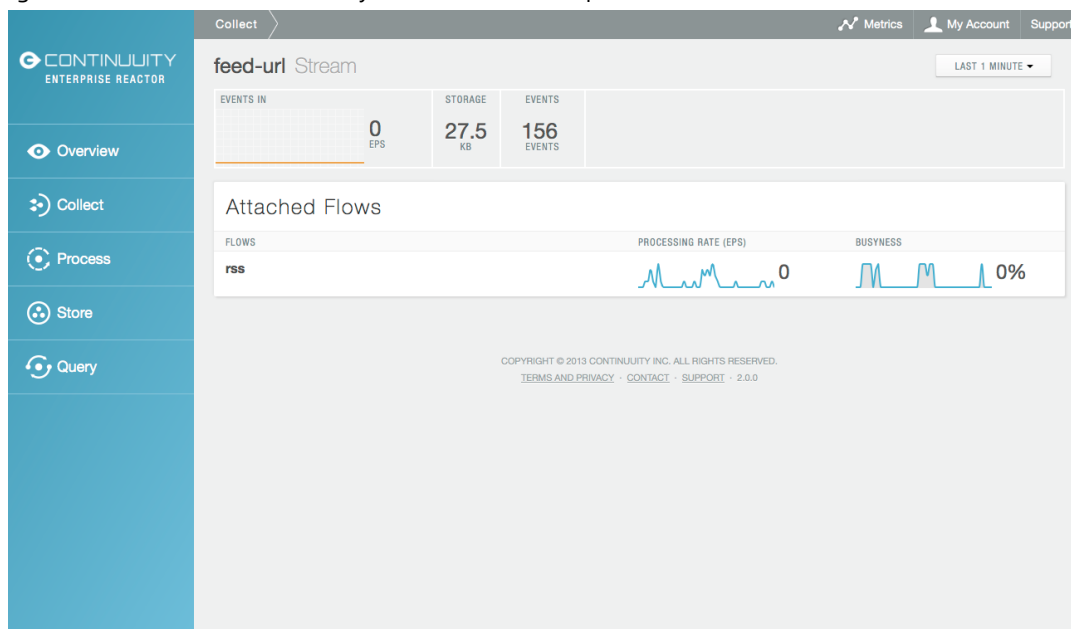 Collect
Metrics
My Account
Support
CONTINUUITY
ENTERPRISE REACTOR
Overview
Collect
Process
Store
Query
feed-url Stream
LAST 1 MINUTE
EVENTS IN
0
EPS
STORAGE
27.5
KB
EVENTS
156
EVENTS
Attached Flows
FLOWS
PROCESSING RATE (EPS)
BUSYNESS
rss
0
0%
COPYRIGHT © 2013 CONTINUUITY INC. ALL RIGHTS RESERVED.
TERMS AND PRIVACY · CONTACT · SUPPORT · 2.0.0